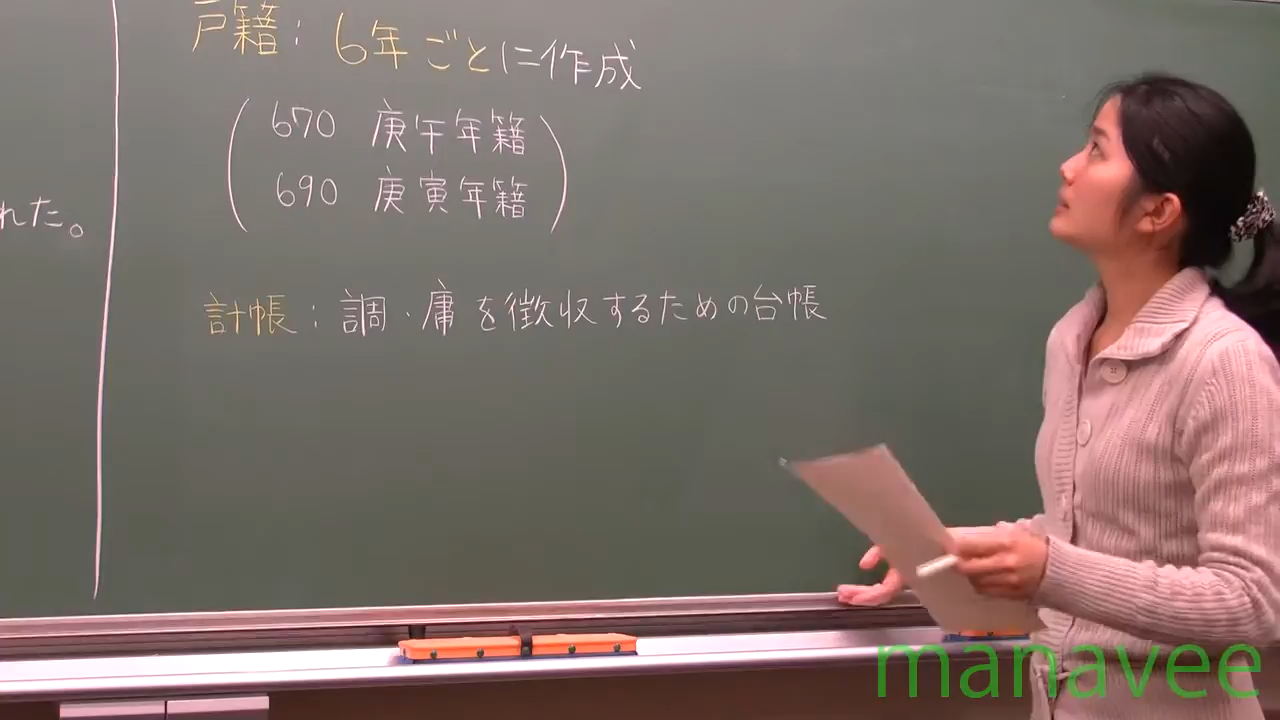 戸籍：6年ごとに作成
670 庚午年籍
690 庚寅年籍
れた。
計帳：調・庸を徴収するための台帳
manavee